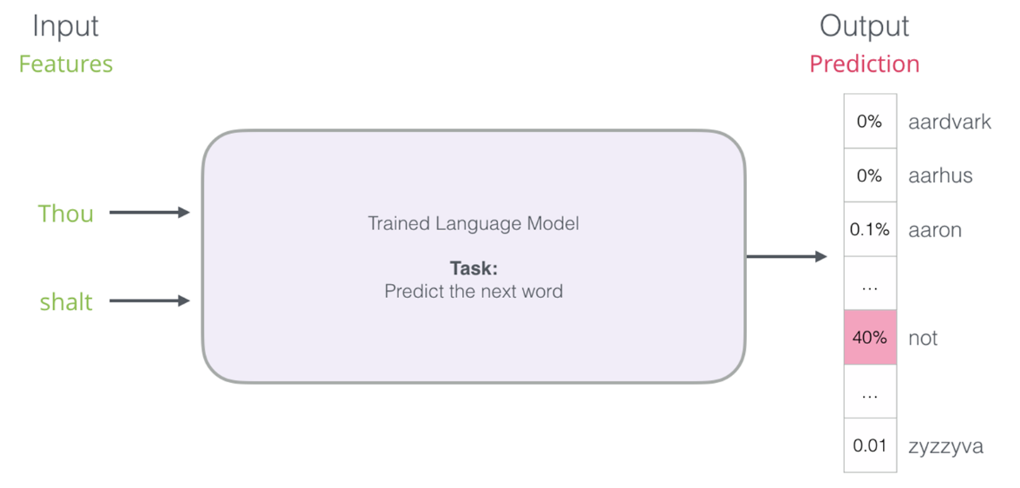 Input
Features
Thou
shalt
Trained Language Model
Task:
Predict the next word
Output
Prediction
0% aardvark
0% aarhus
0.1% aaron
...
40% not
...
0.01 zyzzyva